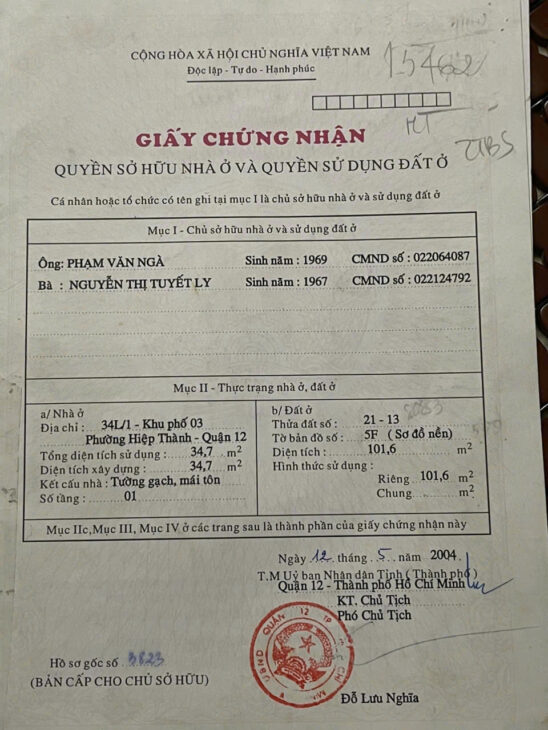 CỘNG HÒA XÃ HỘI CHỦ NGHĨA VIỆT NAM
Độc lập - Tự do - Hạnh phúc
15462
MT
GIẤY CHỨNG NHẬN
QUYỀN SỞ HỮU NHÀ Ở VÀ QUYỀN SỬ DỤNG ĐẤT Ở
Cá nhân hoặc tổ chức có tên ghi tại mục I là chủ sở hữu nhà ở và sử dụng đất ở
Mục I - Chủ sở hữu nhà ở và sử dụng đất ở
Ông: PHẠM VĂN NGÀ Sinh năm : 1969 CMND số : 022064087
Bà : NGUYỄN THỊ TUYẾT LY Sinh năm : 1967 CMND số : 022124792
Mục II - Thực trạng nhà ở, đất ở
a/ Nhà ở
Địa chỉ : 34L/1 - Khu phố 03
Phường Hiệp Thành - Quận 12
Tổng diện tích sử dụng : 34,7 m2
Diện tích xây dựng : 34,7 m2
Kết cấu nhà : Tường gạch, mái tôn
Số tầng : 01
b/ Đất ở
Thửa đất số : 21 - 13
Tờ bản đồ số : 5F ( Sơ đồ nền)
Diện tích : 101,6 m2
Hình thức sử dụng :
Riêng 101,6 m2
Chung m2
Mục IIc,Mục III, Mục IV ở các trang sau là thành phần của giấy chứng nhận này
Ngày 12 tháng 5 năm 2004
T.M Uỷ ban Nhân dân Tỉnh ( Thành phố )
Quận 12 - Thành phố Hồ Chí Minh
KT. Chủ Tịch
Phó Chủ Tịch
UBND QUẬN 12 TP HỒ CHÍ MINH
Hồ sơ gốc số 3823
(BẢN CẤP CHO CHỦ SỞ HỮU)
Đỗ Lưu Nghĩa